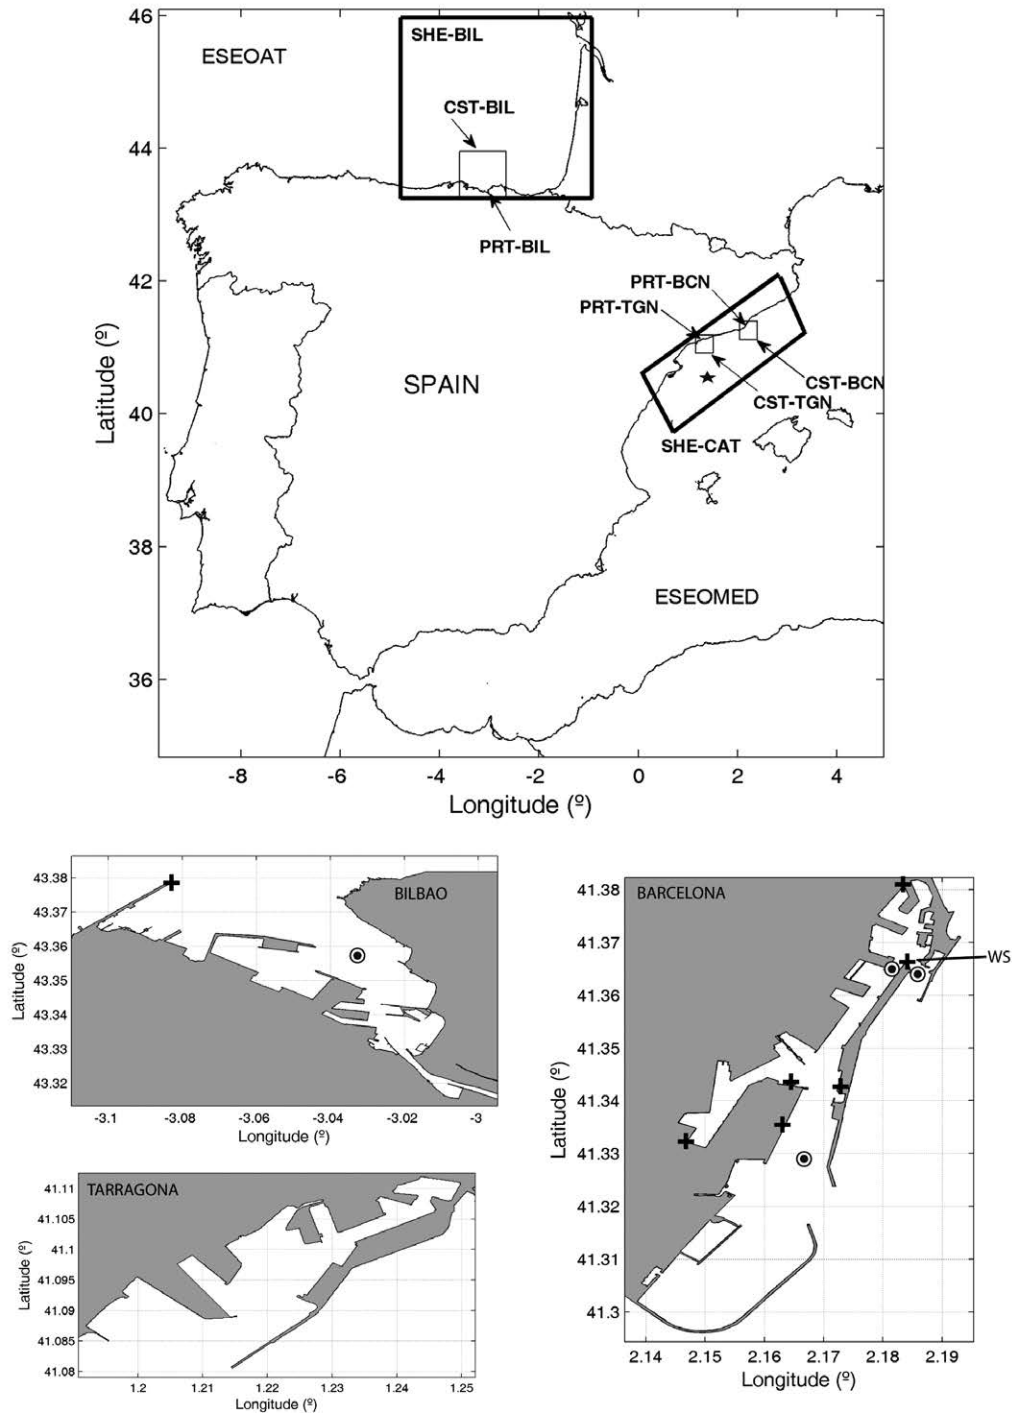 46
44
42
40
38
36
Latitude (º)
ESEOAT
SHE-BIL
CST-BIL
PRT-BIL
PRT-BCN
PRT-TGN
SPAIN
CST-BCN
CST-TGN
SHE-CAT
ESEOMED
-8 -6 -4 -2 0 2 4
Longitude (º)
43.38
43.37
43.36
43.35
43.34
43.33
43.32
Latitude (º)
BILBAO
-3.1 -3.08 -3.06 -3.04 -3.02 -3
Longitude (º)
41.11
41.105
41.1
41.095
41.09
41.085
41.08
Latitude (º)
TARRAGONA
1.2 1.21 1.22 1.23 1.24 1.25
Longitude (º)
41.38
41.37
41.36
41.35
41.34
41.33
41.32
41.31
41.3
Latitude (º)
BARCELONA
WS
2.14 2.15 2.16 2.17 2.18 2.19
Longitude (º)